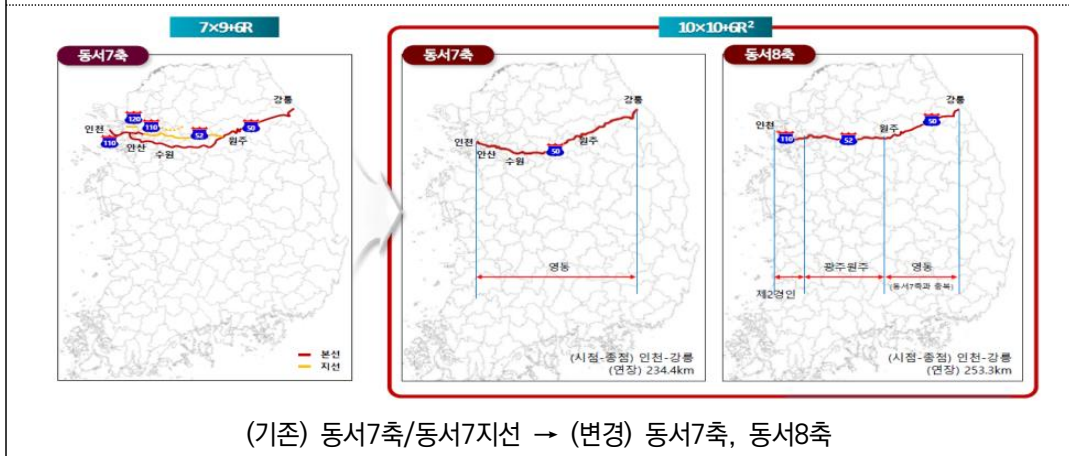 7×9+6R
10×10+6R²
동서7축
120
110
52
50
강릉
인천
110
안산
수원
원주
본선
지선
동서7축
강릉
인천
안산
수원
50
원주
영동
(시점-종점) 인천-강릉
(연장) 234.4km
동서8축
강릉
인천
110
52
원주
50
제2경인
광주원주
영동
(동서7축과 중복)
(시점-종점) 인천-강릉
(연장) 253.3km
(기존) 동서7축/동서7지선 → (변경) 동서7축, 동서8축